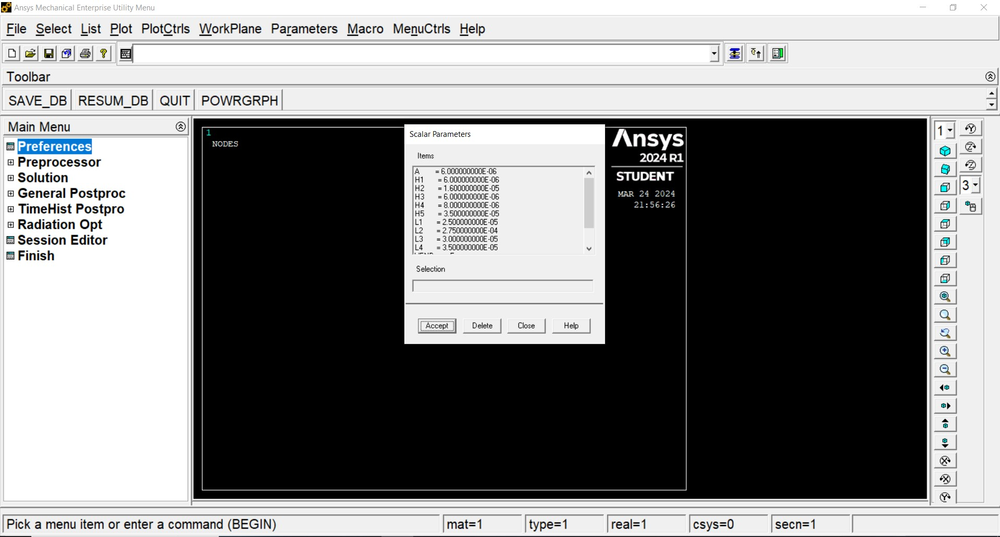 Ansys Mechanical Enterprise Utility Menu
File Select List Plot PlotCtrls WorkPlane Parameters Macro MenuCtrls Help
Toolbar
SAVE_DB RESUM_DB QUIT POWRGRPH
Main Menu
Preferences
Preprocessor
Solution
General Postproc
TimeHist Postpro
Radiation Opt
Session Editor
Finish
1
NODES
Scalar Parameters
Items
A = 6.000000000E-06
H1 = 6.000000000E-06
H2 = 1.600000000E-05
H3 = 6.000000000E-06
H4 = 8.000000000E-06
H5 = 3.500000000E-05
L1 = 2.500000000E-05
L2 = 2.750000000E-04
L3 = 3.000000000E-05
L4 = 3.500000000E-05
Selection
Accept Delete Close Help
Ansys
2024 R1
STUDENT
MAR 24 2024
21:56:26
1
3
Pick a menu item or enter a command (BEGIN) mat=1 type=1 real=1 csys=0 secn=1